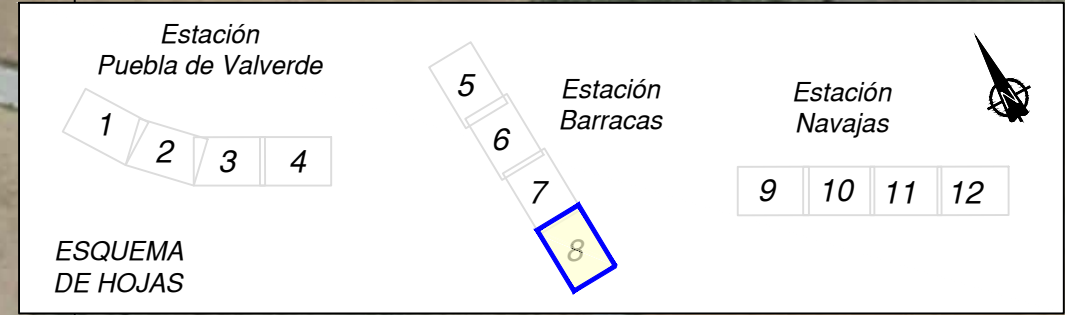 Estación
Puebla de Valverde
1
2
3
4
5
6
7
8
Estación
Barracas
Estación
Navajas
N
9
10
11
12
ESQUEMA
DE HOJAS